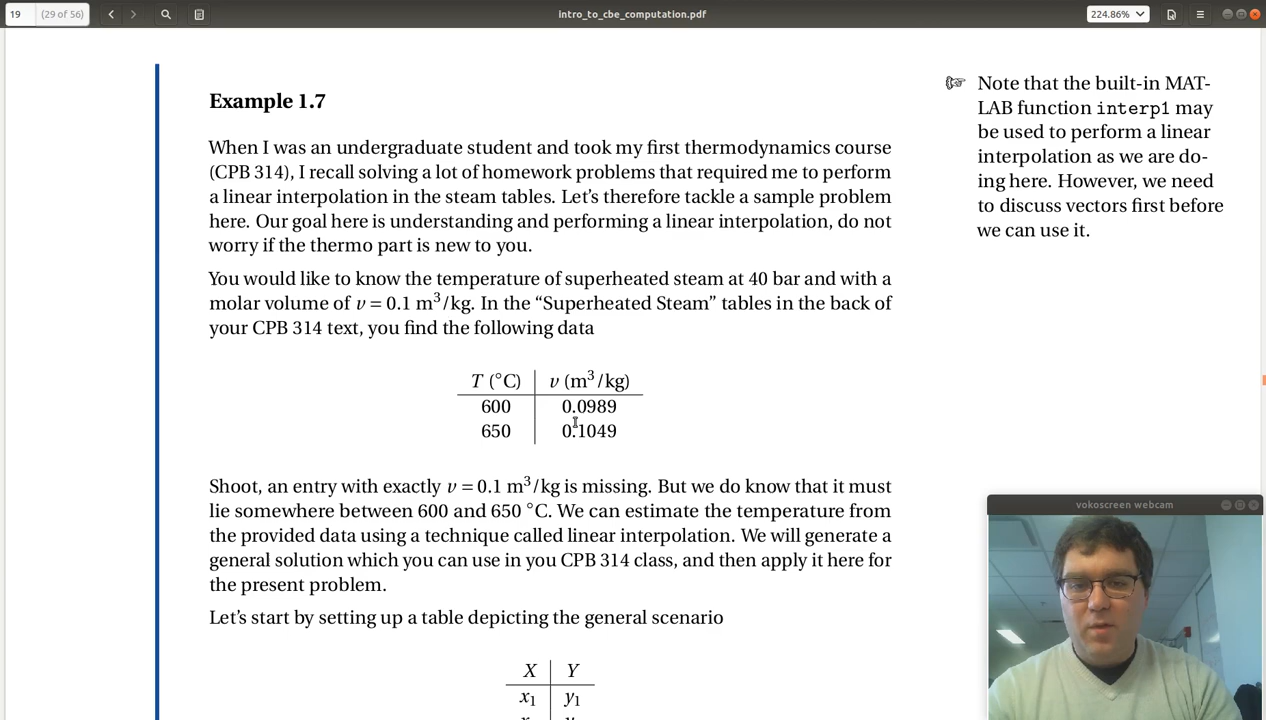 19 (29 of 56) intro_to_cbe_computation.pdf 224.86%
Example 1.7
When I was an undergraduate student and took my first thermodynamics course
(CPB 314), I recall solving a lot of homework problems that required me to perform
a linear interpolation in the steam tables. Let's therefore tackle a sample problem
here. Our goal here is understanding and performing a linear interpolation, do not
worry if the thermo part is new to you.
You would like to know the temperature of superheated steam at 40 bar and with a
molar volume of ν = 0.1 m³/kg. In the “Superheated Steam” tables in the back of
your CPB 314 text, you find the following data
T (°C) ν (m³/kg)
600 0.0989
650 0.1049
Shoot, an entry with exactly ν = 0.1 m³/kg is missing. But we do know that it must
lie somewhere between 600 and 650 °C. We can estimate the temperature from
the provided data using a technique called linear interpolation. We will generate a
general solution which you can use in you CPB 314 class, and then apply it here for
the present problem.
Let's start by setting up a table depicting the general scenario
X Y
x₁ y₁
Note that the built-in MAT-
LAB function interp1 may
be used to perform a linear
interpolation as we are do-
ing here. However, we need
to discuss vectors first before
we can use it.
vokoscreen webcam